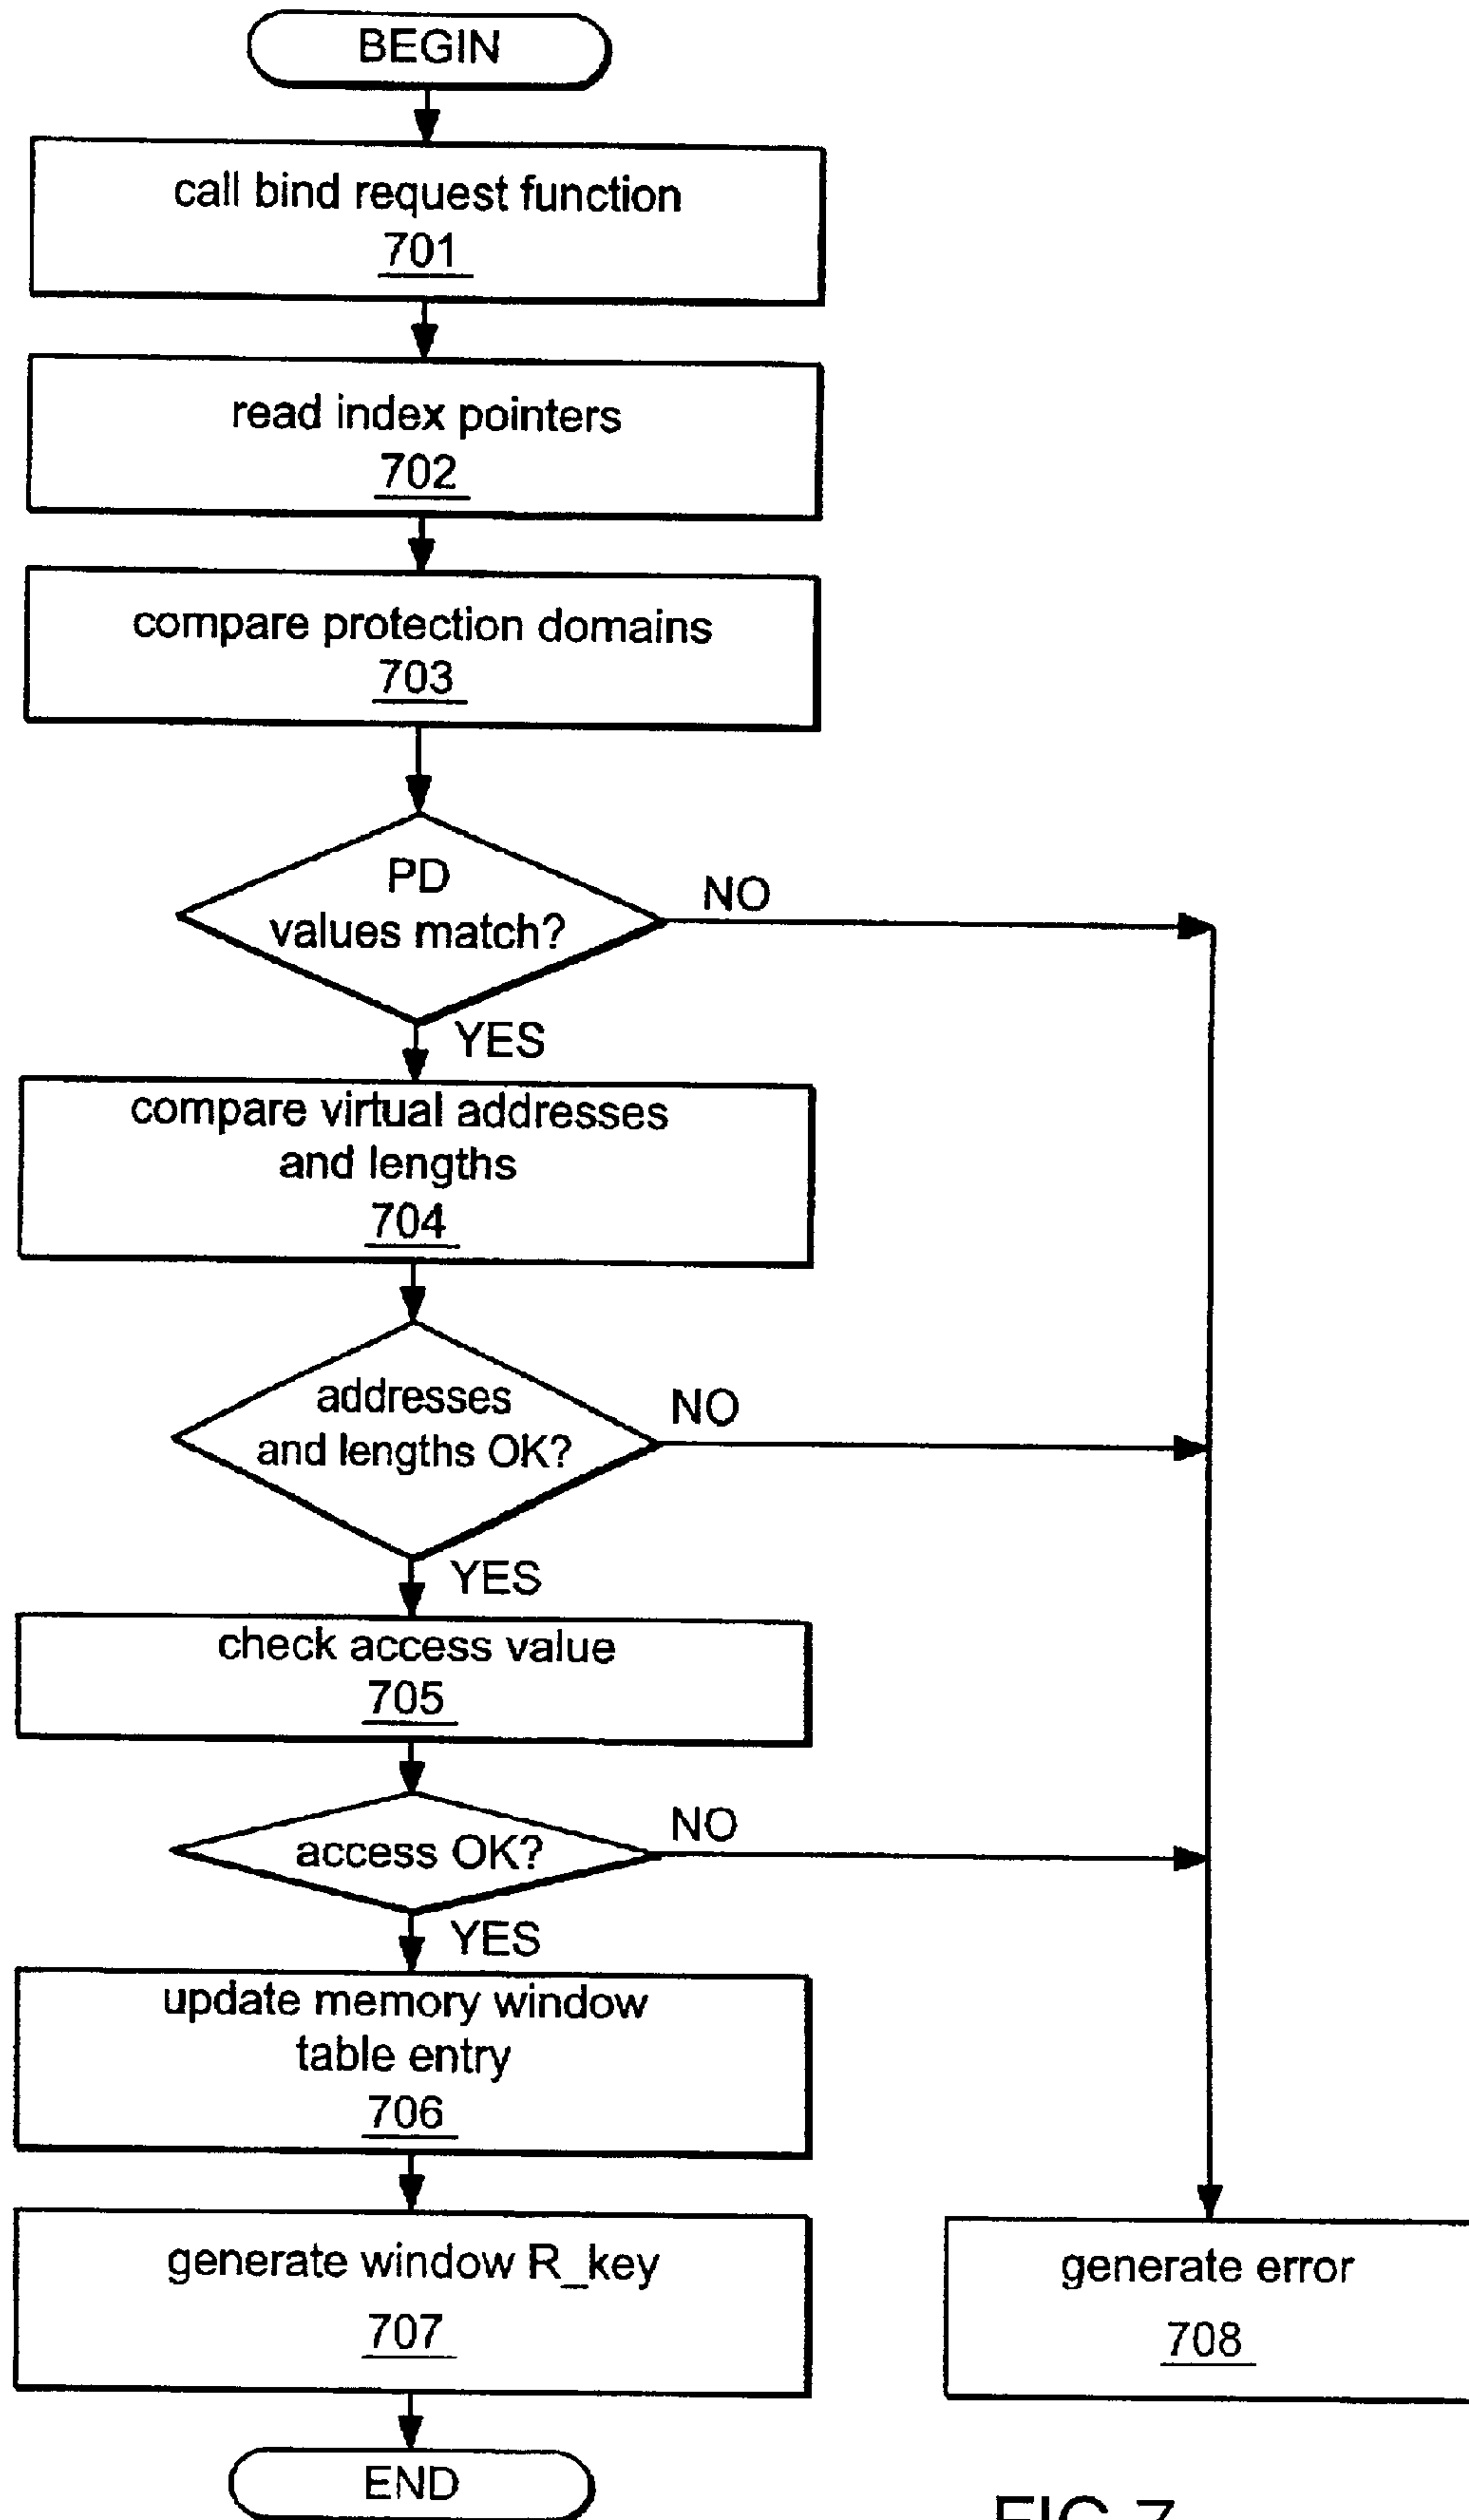 BEGIN
call bind request function
701
read index pointers
702
compare protection domains
703
PD
values match?
NO
YES
compare virtual addresses
and lengths
704
addresses
and lengths OK?
NO
YES
check access value
705
access OK?
NO
YES
update memory window
table entry
706
generate window R_key
707
generate error
708
END
FIG.7